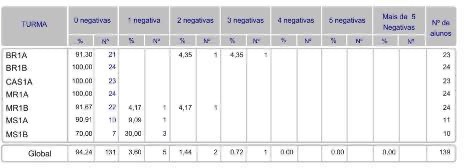 TURMA 0 negativas 1 negativa 2 negativas 3 negativas 4 negativas 5 negativas Mais de 5 Negativas Nº de alunos
% Nº % Nº % Nº % Nº % Nº % Nº % Nº
BR1A 91,30 21 4,35 1 4,35 1 23
BR1B 100,00 24 24
CAS1A 100,00 23 23
MR1A 100,00 24 24
MR1B 91,67 22 4,17 1 4,17 1 24
MS1A 90,91 10 9,09 1 11
MS1B 70,00 7 30,00 3 10
Global 94,24 131 3,60 5 1,44 2 0,72 1 0.00 0.00 0.00 139